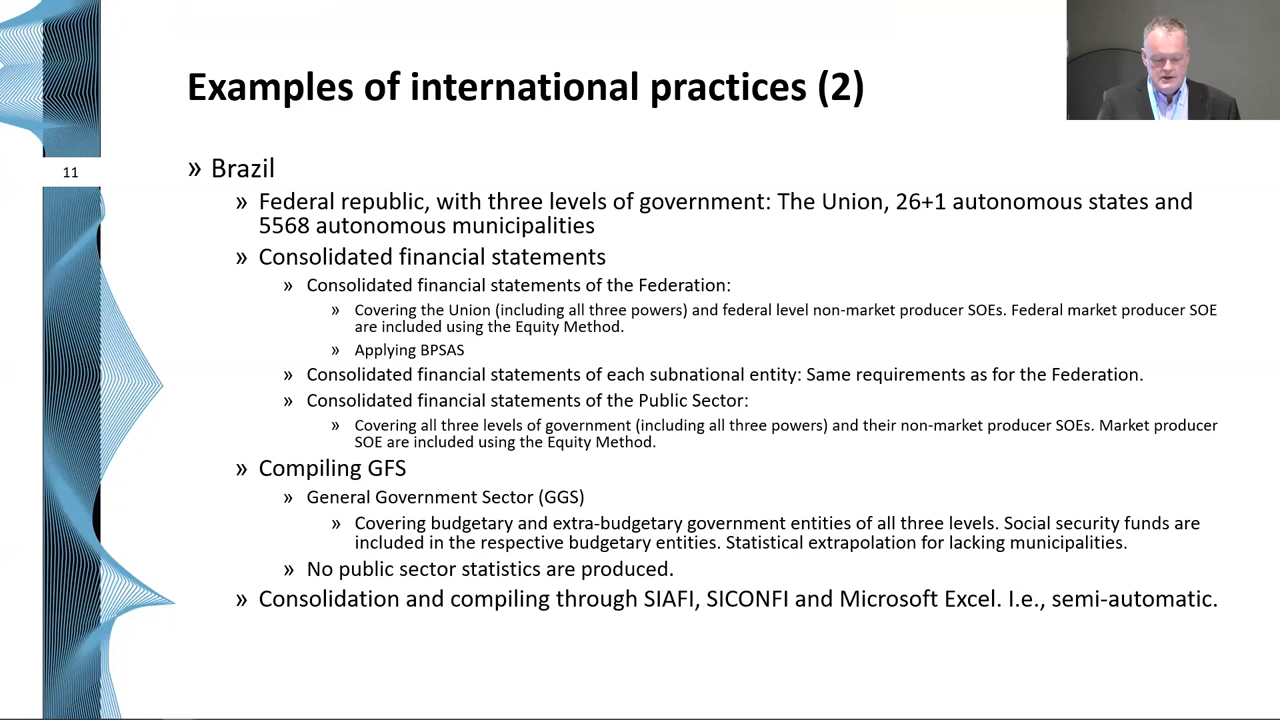 Examples of international practices (2)
11
» Brazil
» Federal republic, with three levels of government: The Union, 26+1 autonomous states and
5568 autonomous municipalities
» Consolidated financial statements
» Consolidated financial statements of the Federation:
» Covering the Union (including all three powers) and federal level non-market producer SOEs. Federal market producer SOE
are included using the Equity Method.
» Applying BPSAS
» Consolidated financial statements of each subnational entity: Same requirements as for the Federation.
» Consolidated financial statements of the Public Sector:
» Covering all three levels of government (including all three powers) and their non-market producer SOEs. Market producer
SOE are included using the Equity Method.
» Compiling GFS
» General Government Sector (GGS)
» Covering budgetary and extra-budgetary government entities of all three levels. Social security funds are
included in the respective budgetary entities. Statistical extrapolation for lacking municipalities.
» No public sector statistics are produced.
» Consolidation and compiling through SIAFI, SICONFI and Microsoft Excel. I.e., semi-automatic.